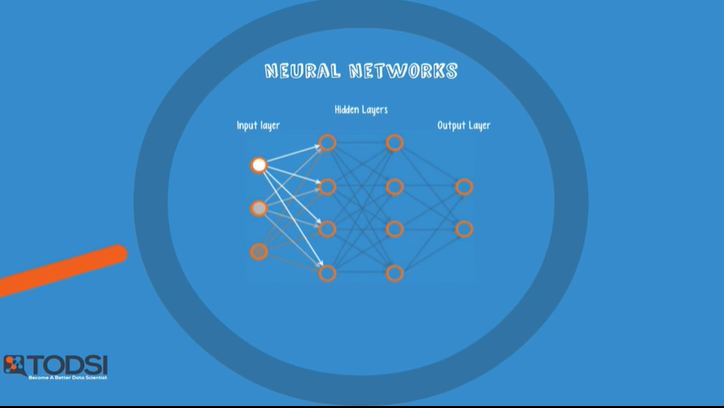 NEURAL NETWORKS
Hidden Layers
Input layer
Output Layer
TODSI
Become A Better Data Scientist